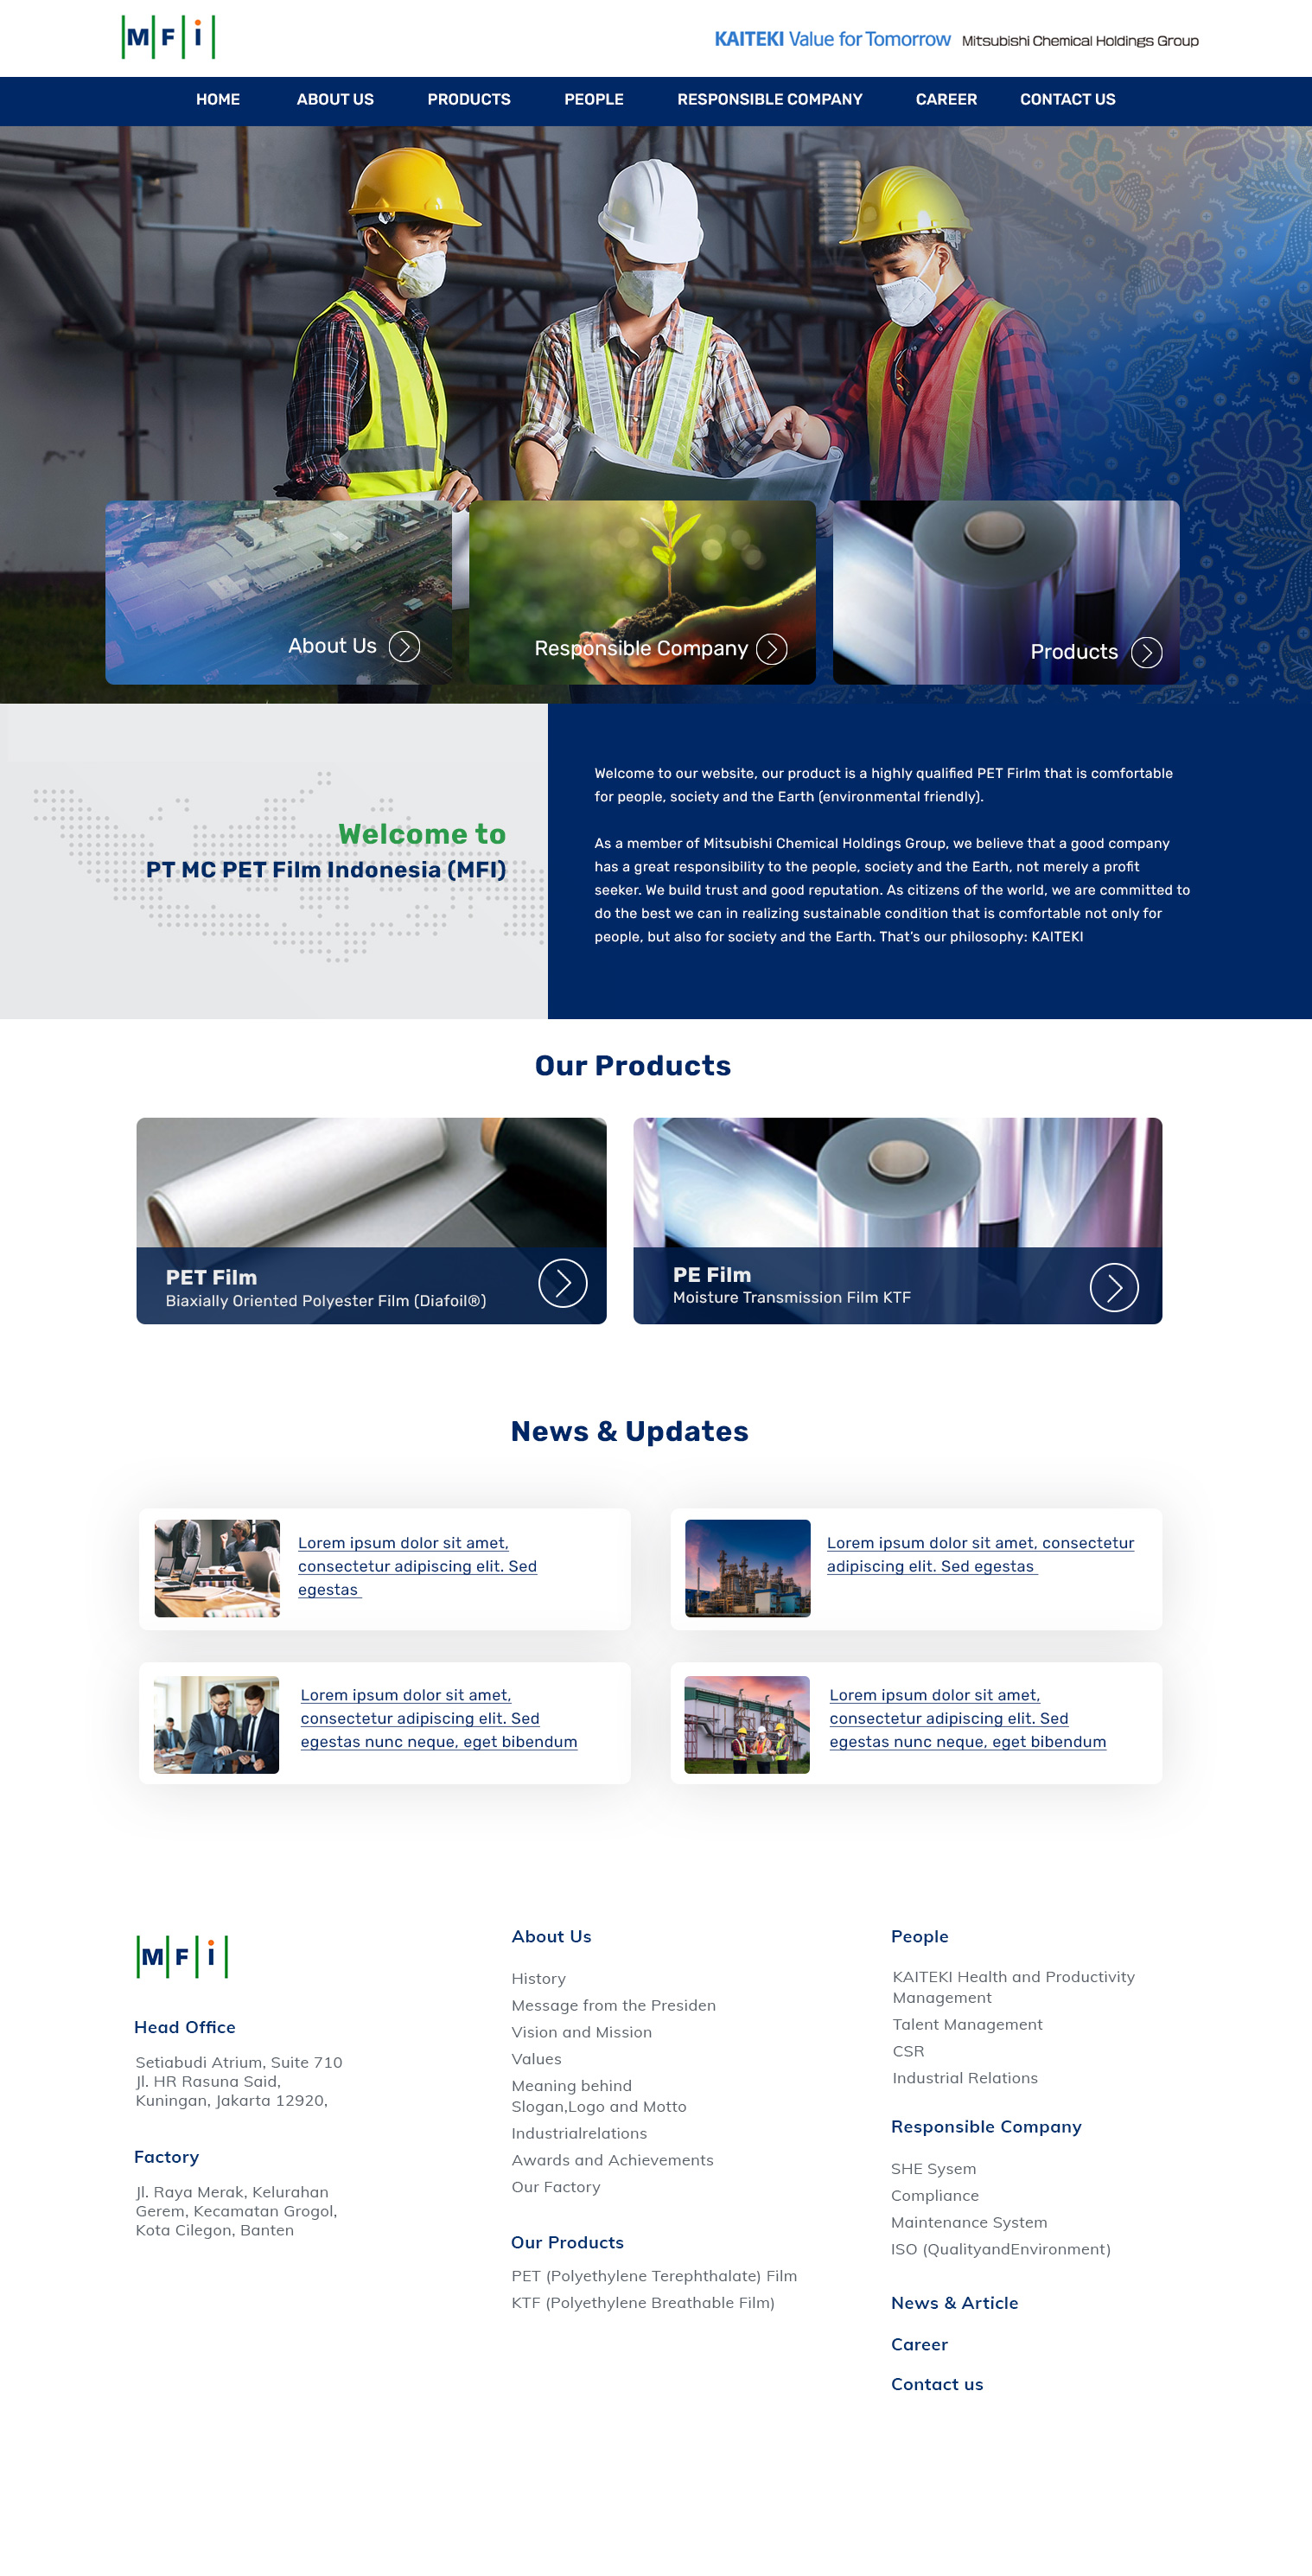 MFi
KAITEKI Value for Tomorrow Mitsubishi Chemical Holdings Group
HOME ABOUT US PRODUCTS PEOPLE RESPONSIBLE COMPANY CAREER CONTACT US
About Us
Responsible Company
Products
Welcome to
PT MC PET Film Indonesia (MFI)
Welcome to our website, our product is a highly qualified PET Firlm that is comfortable
for people, society and the Earth (environmental friendly).
As a member of Mitsubishi Chemical Holdings Group, we believe that a good company
has a great responsibility to the people, society and the Earth, not merely a profit
seeker. We build trust and good reputation. As citizens of the world, we are committed to
do the best we can in realizing sustainable condition that is comfortable not only for
people, but also for society and the Earth. That's our philosophy: KAITEKI
Our Products
PET Film
Biaxially Oriented Polyester Film (Diafoil®)
PE Film
Moisture Transmission Film KTF
News & Updates
Lorem ipsum dolor sit amet,
consectetur adipiscing elit. Sed
egestas
Lorem ipsum dolor sit amet, consectetur
adipiscing elit. Sed egestas
Lorem ipsum dolor sit amet,
consectetur adipiscing elit. Sed
egestas nunc neque, eget bibendum
Lorem ipsum dolor sit amet,
consectetur adipiscing elit. Sed
egestas nunc neque, eget bibendum
MFi
Head Office
Setiabudi Atrium, Suite 710
Jl. HR Rasuna Said,
Kuningan, Jakarta 12920,
Factory
Jl. Raya Merak, Kelurahan
Gerem, Kecamatan Grogol,
Kota Cilegon, Banten
About Us
History
Message from the Presiden
Vision and Mission
Values
Meaning behind
Slogan,Logo and Motto
Industrialrelations
Awards and Achievements
Our Factory
Our Products
PET (Polyethylene Terephthalate) Film
KTF (Polyethylene Breathable Film)
People
KAITEKI Health and Productivity
Management
Talent Management
CSR
Industrial Relations
Responsible Company
SHE Sysem
Compliance
Maintenance System
ISO (QualityandEnvironment)
News & Article
Career
Contact us